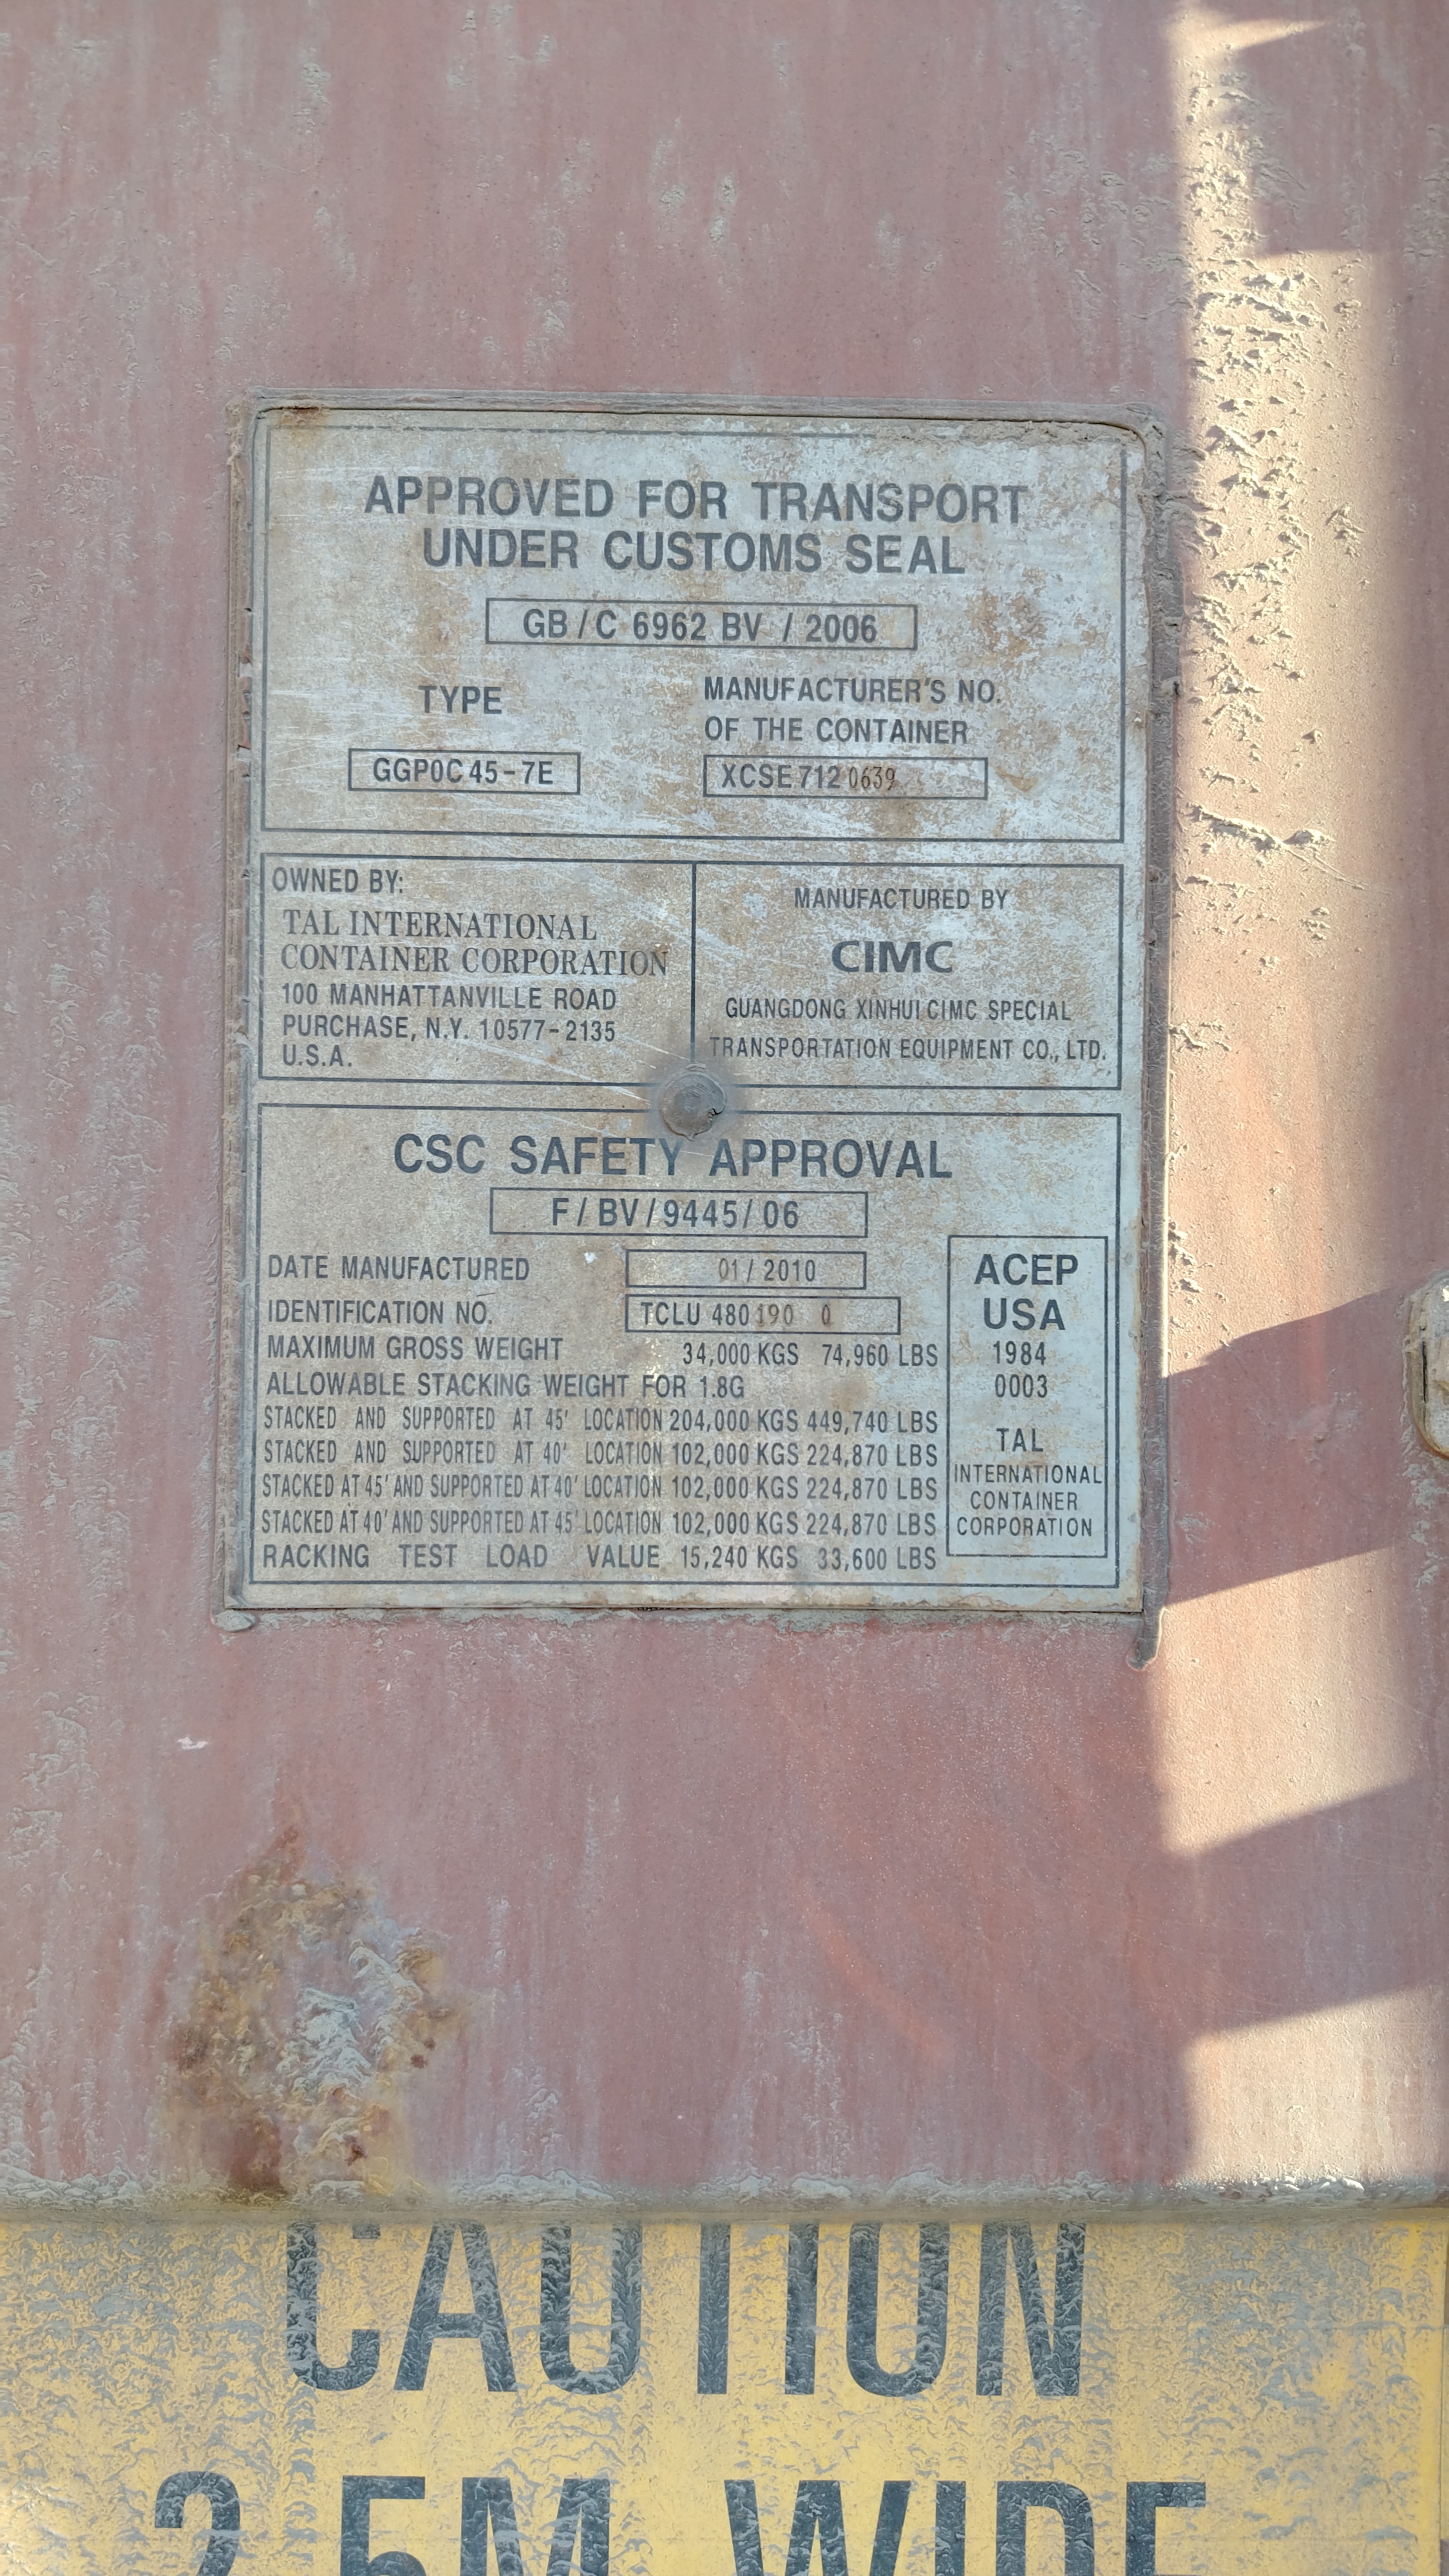 APPROVED FOR TRANSPORT
UNDER CUSTOMS SEAL
GB/C 6962 BV / 2006
TYPE
GGP0C45-7E
MANUFACTURER'S NO.
OF THE CONTAINER
XCSE7120639
OWNED BY:
TAL INTERNATIONAL
CONTAINER CORPORATION
100 MANHATTANVILLE ROAD
PURCHASE, N.Y. 10577-2135
U.S.A.
MANUFACTURED BY
CIMC
GUANGDONG XINHUI CIMC SPECIAL
TRANSPORTATION EQUIPMENT CO., LTD.
CSC SAFETY APPROVAL
F/BV/9445/06
DATE MANUFACTURED 01/2010
IDENTIFICATION NO. TCLU 480190 0
MAXIMUM GROSS WEIGHT 34,000 KGS 74,960 LBS
ALLOWABLE STACKING WEIGHT FOR 1.8G
STACKED AND SUPPORTED AT 45' LOCATION 204,000 KGS 449,740 LBS
STACKED AND SUPPORTED AT 40' LOCATION 102,000 KGS 224,870 LBS
STACKED AT 45' AND SUPPORTED AT 40' LOCATION 102,000 KGS 224,870 LBS
STACKED AT 40' AND SUPPORTED AT 45' LOCATION 102,000 KGS 224,870 LBS
RACKING TEST LOAD VALUE 15,240 KGS 33,600 LBS
ACEP
USA
1984
0003
TAL
INTERNATIONAL
CONTAINER
CORPORATION
CAUTION
2.5M WIDE